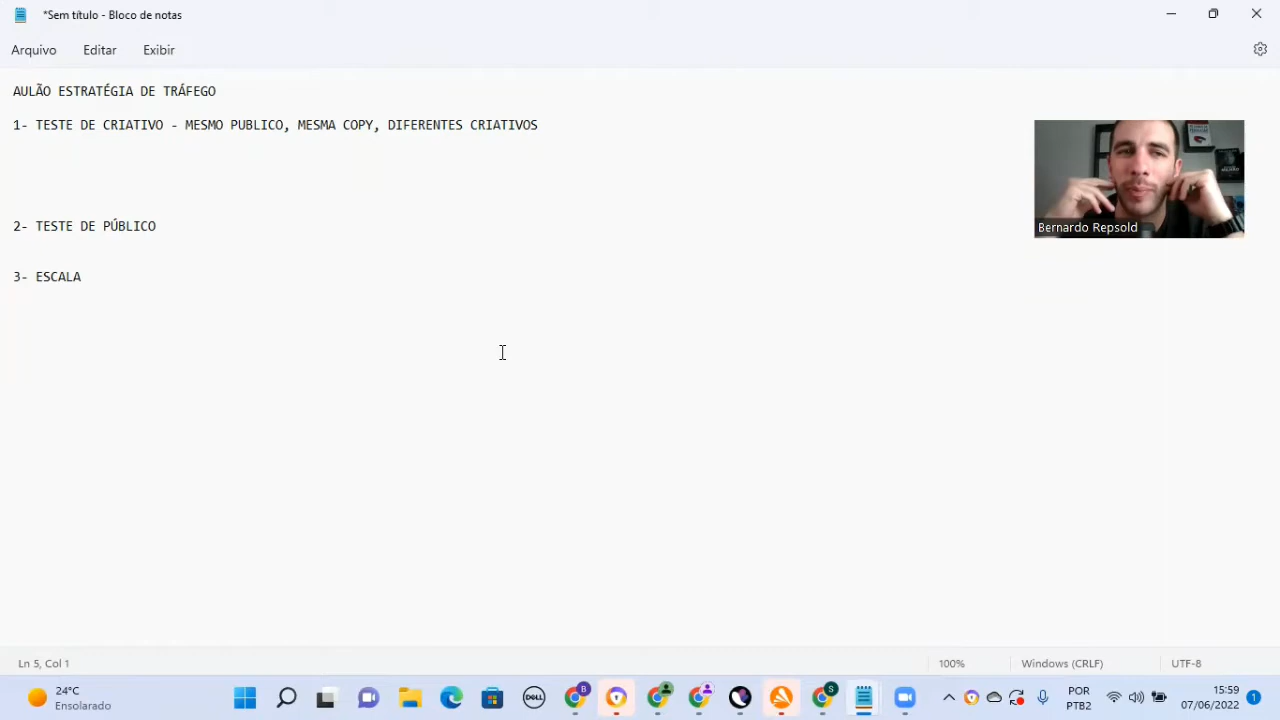 *Sem título - Bloco de notas
Arquivo Editar Exibir
AULÃO ESTRATÉGIA DE TRÁFEGO
1- TESTE DE CRIATIVO - MESMO PUBLICO, MESMA COPY, DIFERENTES CRIATIVOS
Bernardo Repsold
2- TESTE DE PÚBLICO
3- ESCALA
Ln 5, Col 1 100% Windows (CRLF) UTF-8
24°C
Ensolarado
DELL
B
S
POR
PTB2
15:59
07/06/2022
1